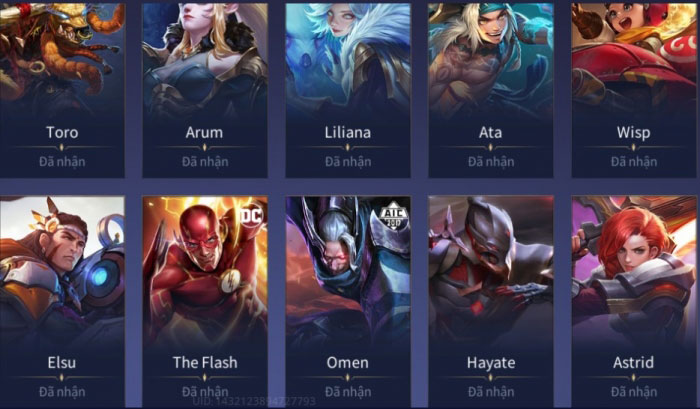 Toro
Arum
Liliana
Ata
Wisp
Đã nhận
Đã nhận
Đã nhận
Đã nhận
Đã nhận
DC
AIC
Elsu
The Flash
Omen
Hayate
Astrid
Đã nhận
Đã nhận
Đã nhận
Đã nhận
Đã nhận
UID: 1432123894727793